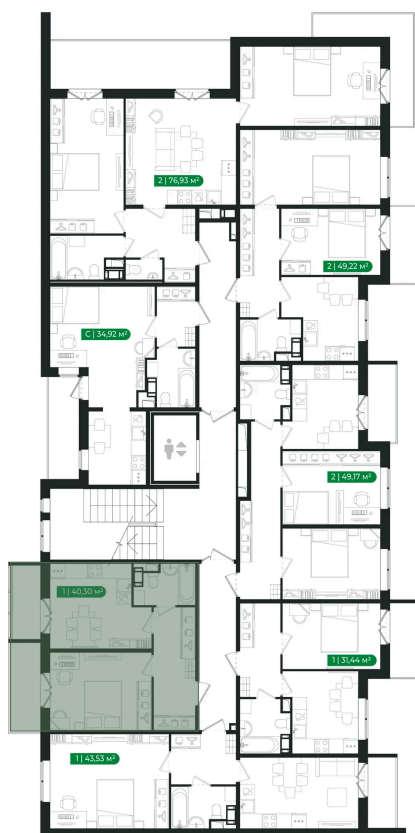 2 | 76,93 м²
2 | 49,22 м²
С | 34,92 м²
2 | 49,17 м²
1 | 40,30 м²
1 | 31,44 м²
1 | 43,53 м²